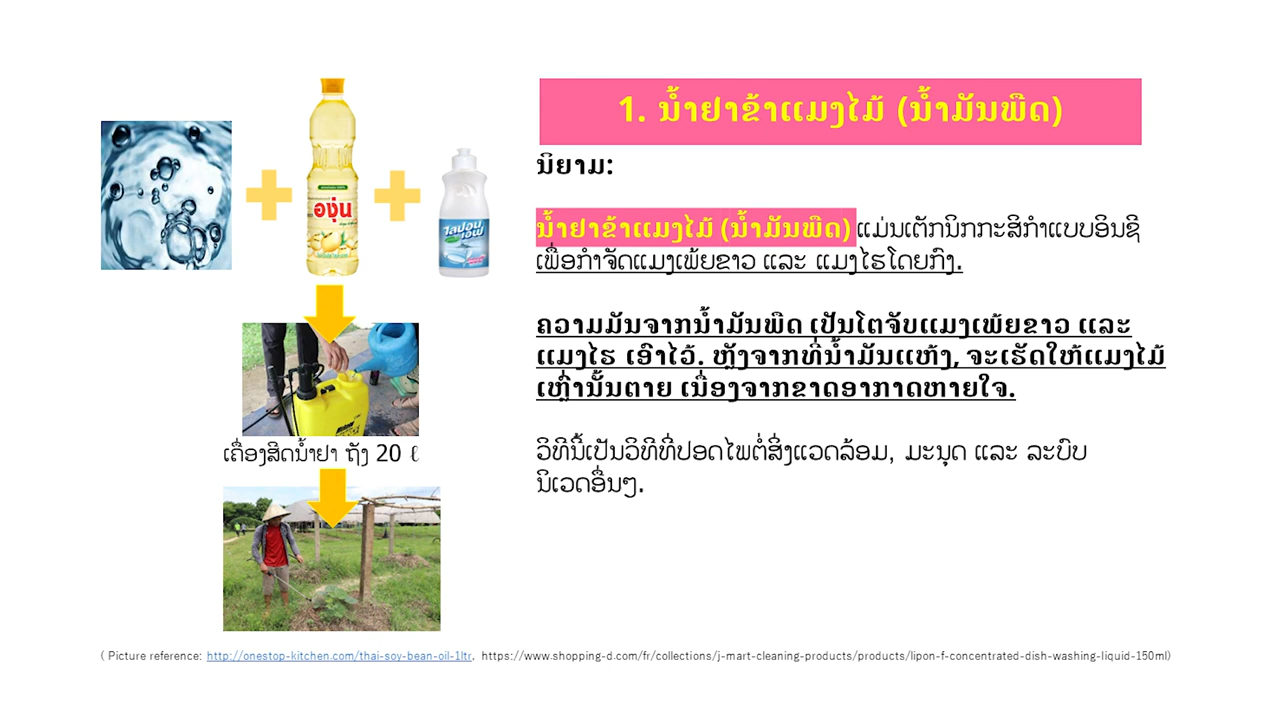 1. ນ້ຳຢາຂ້າແມງໄມ້ (ນ້ຳມັນພືດ)
ນິຍາມ:
ນ້ຳຢາຂ້າແມງໄມ້ (ນ້ຳມັນພືດ) ແມ່ນເຕັກນິກກະສິກຳແບບອິນຊີ
ເພື່ອກຳຈັດແມງເພ້ຍຂາວ ແລະ ແມງໄຮໂດຍກົງ.
ຄວາມມັນຈາກນ້ຳມັນພືດ ເປັນໂຕຈັບແມງເພ້ຍຂາວ ແລະ
ແມງໄຮ ເອົາໄວ້. ຫຼັງຈາກທີ່ນ້ຳມັນແຫ້ງ, ຈະເຮັດໃຫ້ແມງໄມ້
ເຫຼົ່ານັ້ນຕາຍ ເນື່ອງຈາກຂາດອາກາດຫາຍໃຈ.
ວິທີນີ້ເປັນວິທີທີ່ປອດໄພຕໍ່ສິ່ງແວດລ້ອມ, ມະນຸດ ແລະ ລະບົບ
ນິເວດອື່ນໆ.
องุ่น
ไลปอน
เอฟ
ເຄື່ອງສີດນ້ຳຢາ ຖັງ 20 ℓ
( Picture reference: http://onestop-kitchen.com/thai-soy-bean-oil-1ltr, https://www.shopping-d.com/fr/collections/j-mart-cleaning-products/products/lipon-f-concentrated-dish-washing-liquid-150ml)